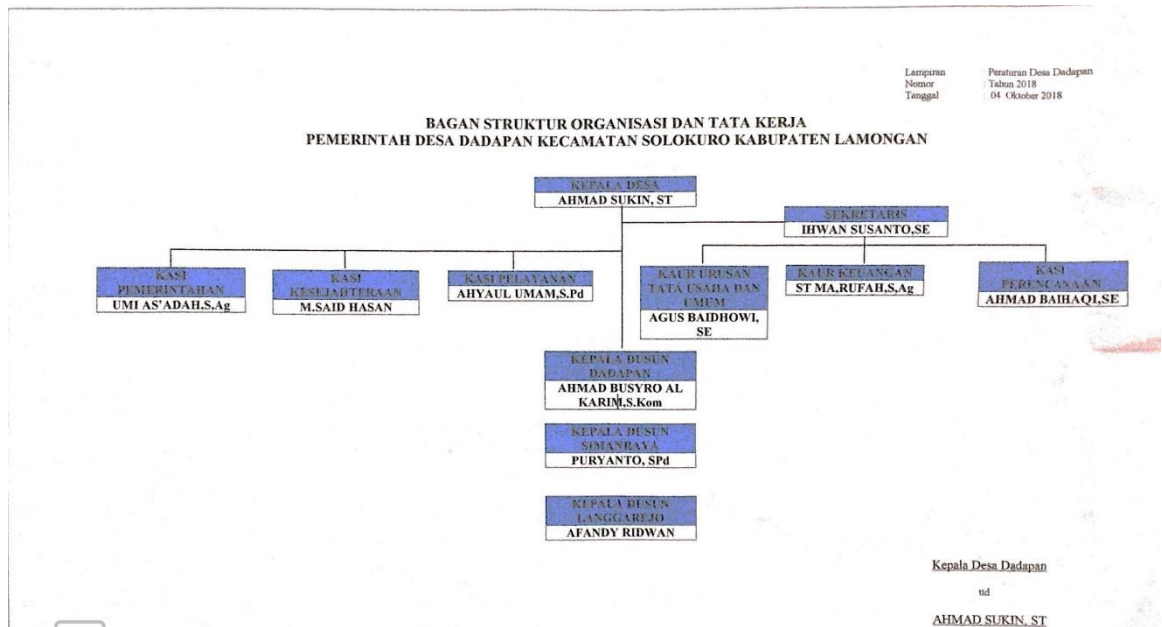 Lampiran Peraturan Desa Dadapan
Nomor : Tahun 2018
Tanggal : 04 Oktober 2018
BAGAN STRUKTUR ORGANISASI DAN TATA KERJA
PEMERINTAH DESA DADAPAN KECAMATAN SOLOKURO KABUPATEN LAMONGAN
KEPALA DESA
AHMAD SUKIN, ST
SEKRETARIS
IHWAN SUSANTO,SE
KASI
PEMERINTAHAN
UMI AS'ADAH,S,Ag
KASI
KESEJAHTERAAN
M.SAID HASAN
KASI PELAYANAN
AHYAUL UMAM,S.Pd
KAUR URUSAN
TATA USAHA DAN
UMUM
AGUS BAIDHOWI,
SE
KAUR KEUANGAN
ST MA,RUFAH,S,Ag
KASI
PERENCANAAN
AHMAD BAIHAQI,SE
KEPALA DUSUN
DADAPAN
AHMAD BUSYRO AL
KARIM,S.Kom
KEPALA DUSUN
SIMANRAYA
PURYANTO, SPd
KEPALA DUSUN
LANGGAREJO
AFANDY RIDWAN
Kepala Desa Dadapan
ttd
AHMAD SUKIN, ST